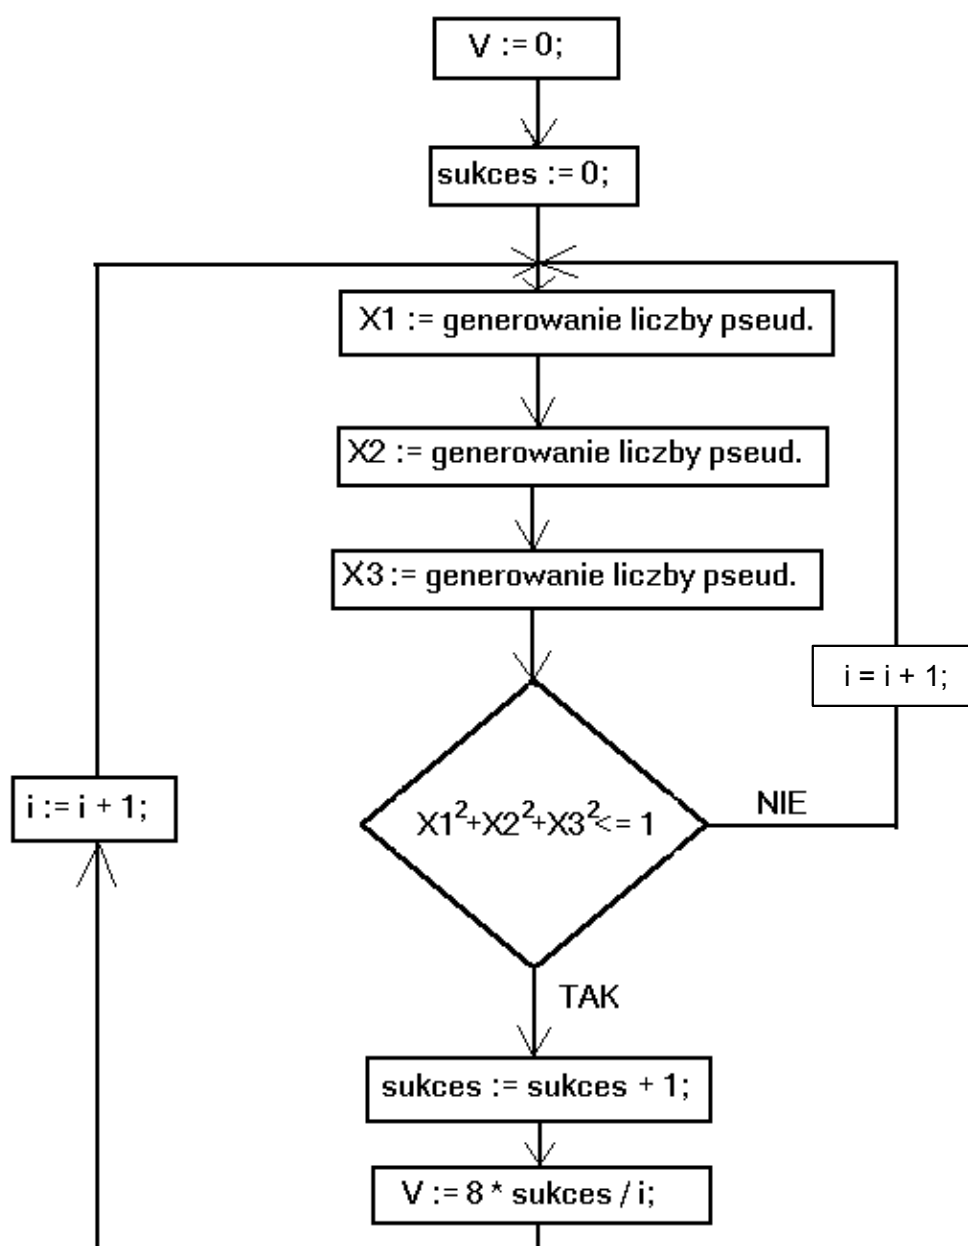 V := 0;
sukces := 0;
X1 := generowanie liczby pseud.
X2 := generowanie liczby pseud.
X3 := generowanie liczby pseud.
i = i + 1;
i := i + 1;
X1²+X2²+X3²<= 1
NIE
TAK
sukces := sukces + 1;
V := 8 * sukces / i;